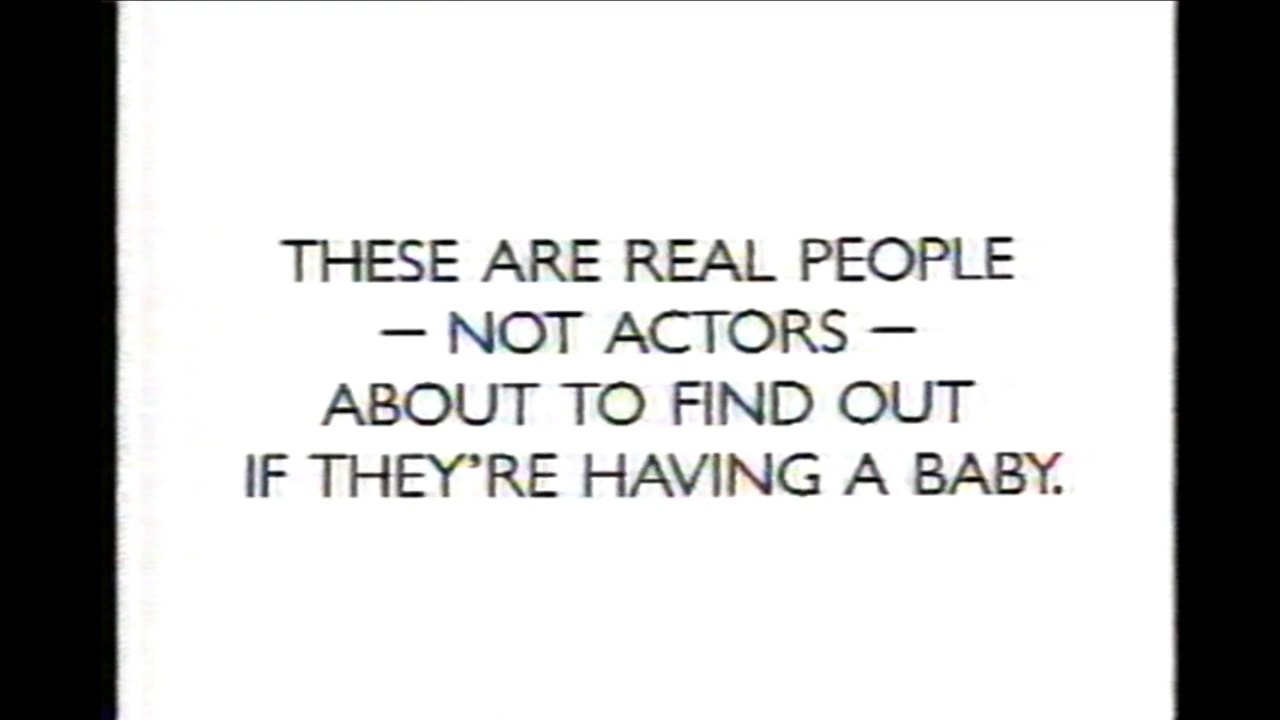 THESE ARE REAL PEOPLE
— NOT ACTORS —
ABOUT TO FIND OUT
IF THEY'RE HAVING A BABY.